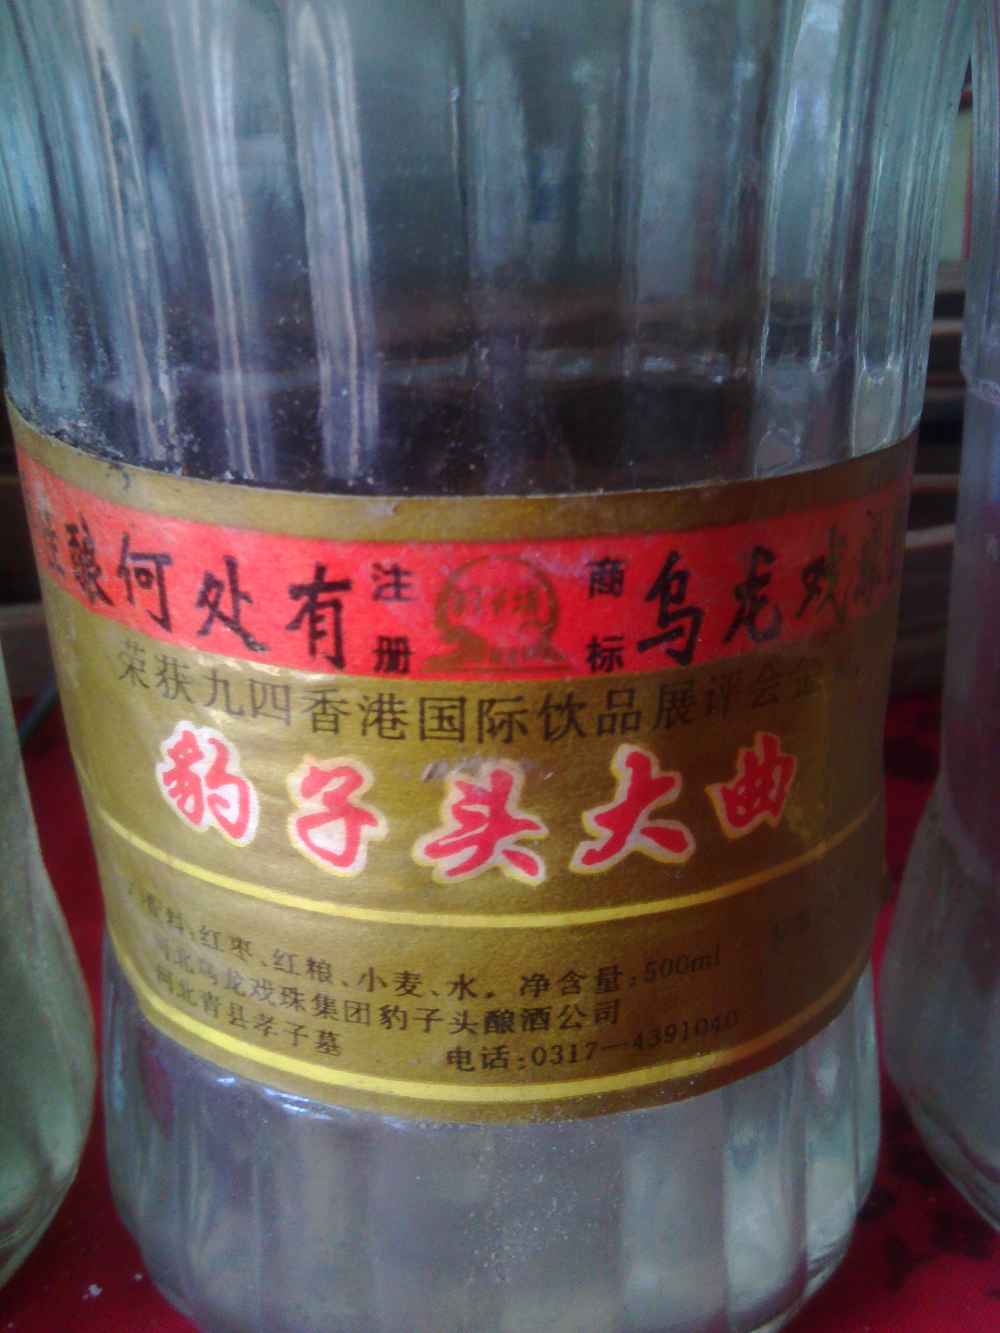 酿何处有
注册
商标
乌龙戏
荣获九四香港国际饮品展评会金
豹子头大曲
料、红枣、红粮、小麦、水。 净含量:500ml
河北乌龙戏珠集团豹子头酿酒公司
河北青县孝子墓 电话:0317—4391040